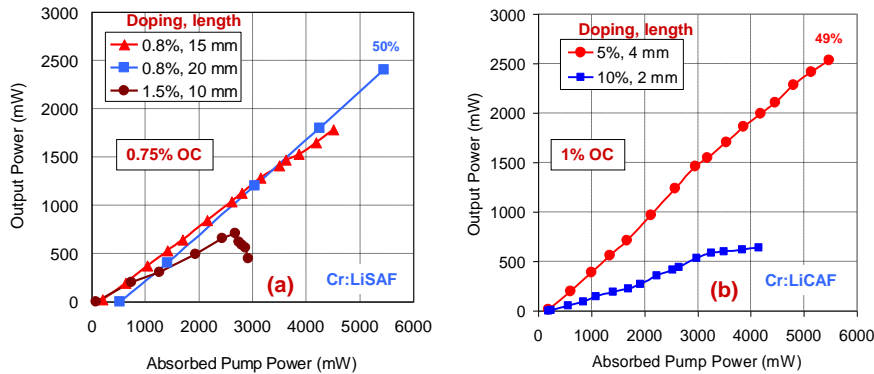 Doping, length
0.8%, 15 mm
0.8%, 20 mm
1.5%, 10 mm
50%
0.75% OC
Cr:LiSAF
(a)
3000
2500
2000
1500
1000
500
0
0 1000 2000 3000 4000 5000 6000
Output Power (mW)
Absorbed Pump Power (mW)
Doping, length
5%, 4 mm
10%, 2 mm
49%
1% OC
Cr:LiCAF
(b)
3000
2500
2000
1500
1000
500
0
0 1000 2000 3000 4000 5000 6000
Output Power (mW)
Absorbed Pump Power (mW)